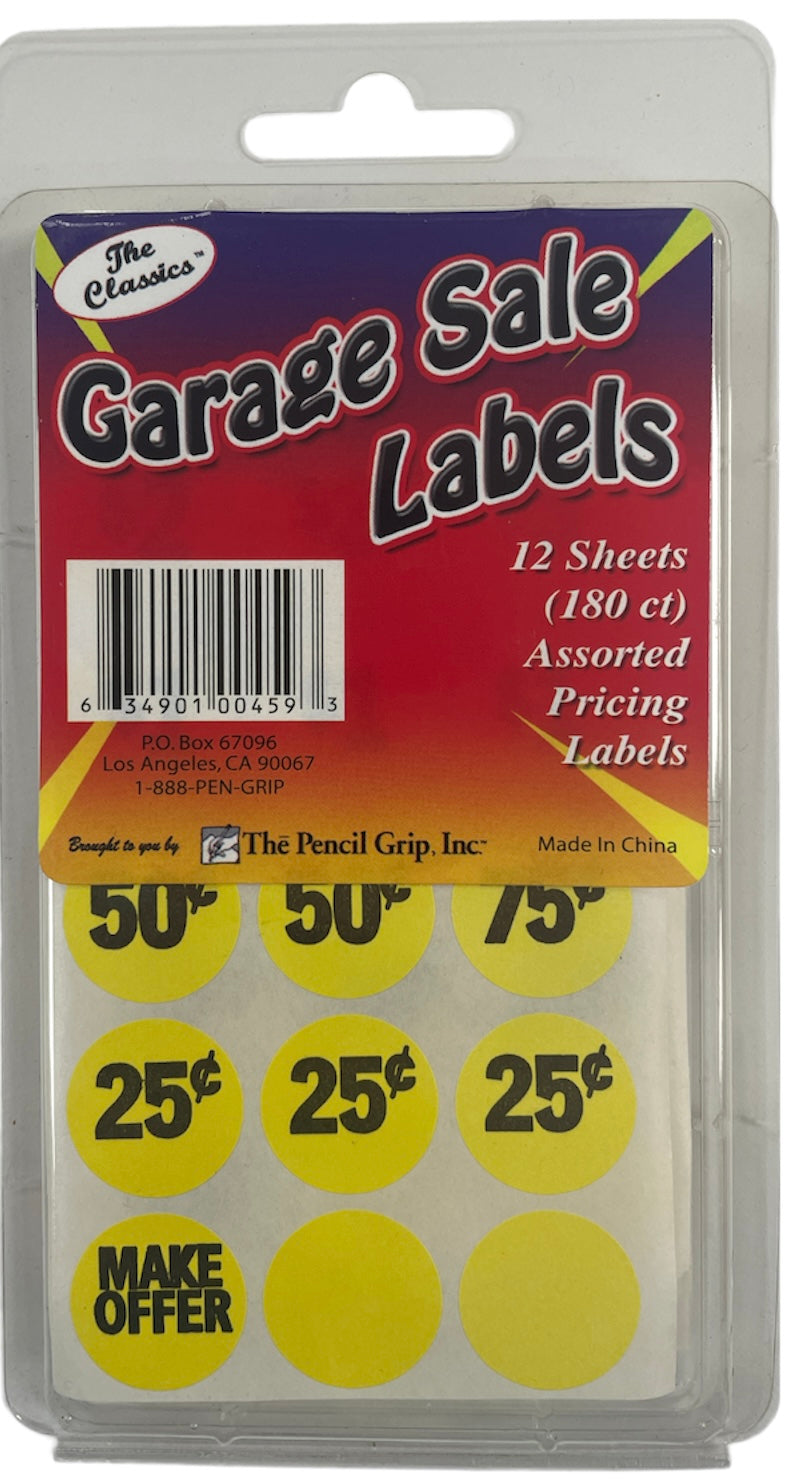 The
Classics™
Garage Sale
Labels
12 Sheets
(180 ct)
Assorted
Pricing
Labels
6 34901 00459 3
P.O. Box 67096
Los Angeles, CA 90067
1-888-PEN-GRIP
Brought to you by The Pencil Grip, Inc.™ Made In China
50¢ 50¢ 75¢
25¢ 25¢ 25¢
MAKE
OFFER